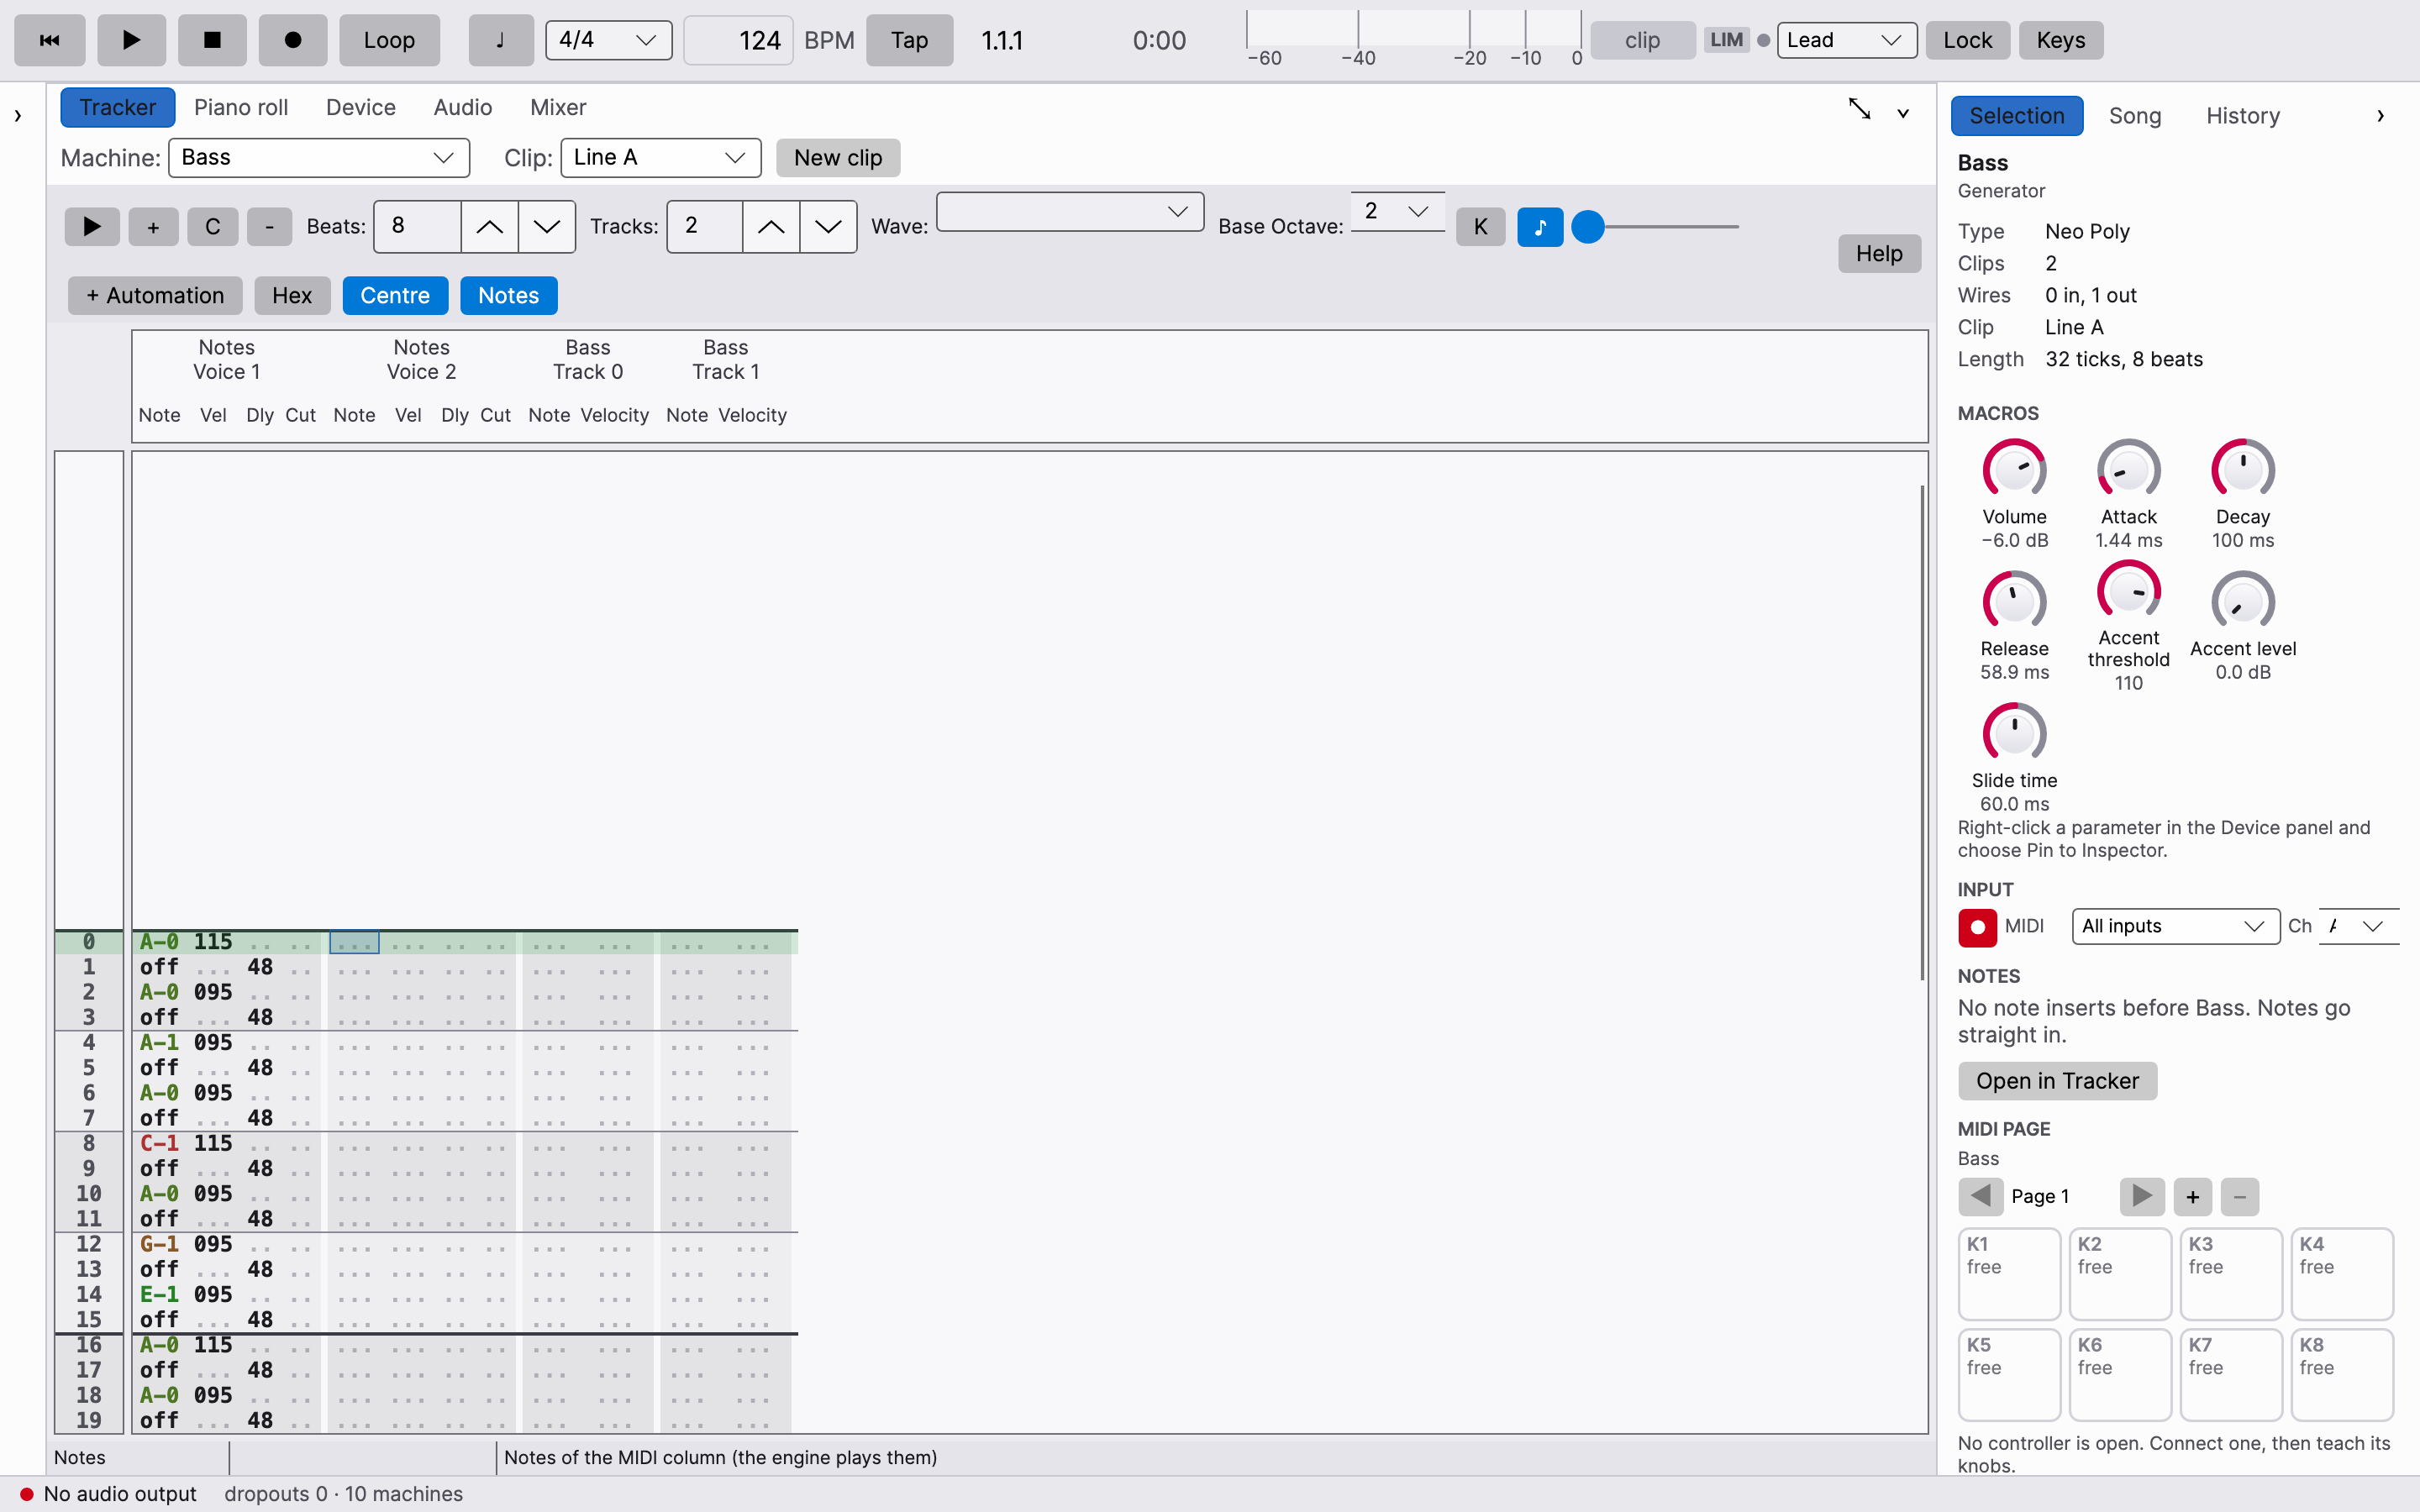 Loop 4/4 124 BPM Tap 1.1.1 0:00 −60 −40 −20 −10 0 clip LIM Lead Lock Keys
Tracker Piano roll Device Audio Mixer
Machine: Bass Clip: Line A New clip
+ C - Beats: 8 Tracks: 2 Wave: Base Octave: 2 K
Help
+ Automation Hex Centre Notes
Notes Notes Bass Bass
Voice 1 Voice 2 Track 0 Track 1
Note Vel Dly Cut Note Vel Dly Cut Note Velocity Note Velocity
0 A-0 115
1 off 48
2 A-0 095
3 off 48
4 A-1 095
5 off 48
6 A-0 095
7 off 48
8 C-1 115
9 off 48
10 A-0 095
11 off 48
12 G-1 095
13 off 48
14 E-1 095
15 off 48
16 A-0 115
17 off 48
18 A-0 095
19 off 48
Notes Notes of the MIDI column (the engine plays them)
Selection Song History
Bass
Generator
Type Neo Poly
Clips 2
Wires 0 in, 1 out
Clip Line A
Length 32 ticks, 8 beats
MACROS
Volume Attack Decay
−6.0 dB 1.44 ms 100 ms
Release Accent threshold Accent level
58.9 ms 110 0.0 dB
Slide time
60.0 ms
Right-click a parameter in the Device panel and
choose Pin to Inspector.
INPUT
MIDI All inputs Ch
NOTES
No note inserts before Bass. Notes go
straight in.
Open in Tracker
MIDI PAGE
Bass
Page 1 + −
K1 K2 K3 K4
free free free free
K5 K6 K7 K8
free free free free
No controller is open. Connect one, then teach its
knobs.
No audio output dropouts 0 · 10 machines